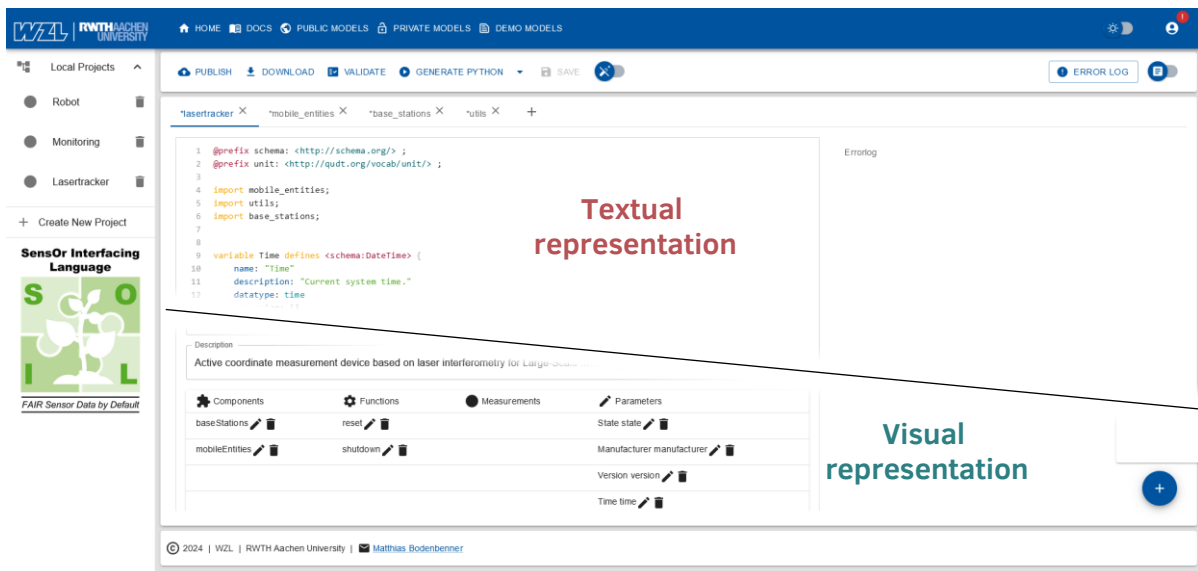 WZL | RWTHAACHEN UNIVERSITY
HOME DOCS PUBLIC MODELS PRIVATE MODELS DEMO MODELS
!
Local Projects
Robot
Monitoring
Lasertracker
+ Create New Project
SensOr Interfacing
Language
S O
I L
FAIR Sensor Data by Default
PUBLISH DOWNLOAD VALIDATE GENERATE PYTHON SAVE
ERROR LOG
*lasertracker × *mobile_entities × *base_stations × *utils × +
1 @prefix schema: <http://schema.org/> ;
2 @prefix unit: <http://qudt.org/vocab/unit/> ;
3
4 import mobile_entities;
5 import utils;
6 import base_stations;
7
8
9 variable Time defines <schema:DateTime> {
10 name: "Time"
11 description: "Current system time."
12 datatype: time
Errorlog
Textual
representation
Description
Active coordinate measurement device based on laser interferometry for Large-Scale
Components Functions Measurements Parameters
baseStations reset State state
mobileEntities shutdown Manufacturer manufacturer
Version version
Time time
Visual
representation
+
© 2024 | WZL | RWTH Aachen University | Matthias Bodenbenner